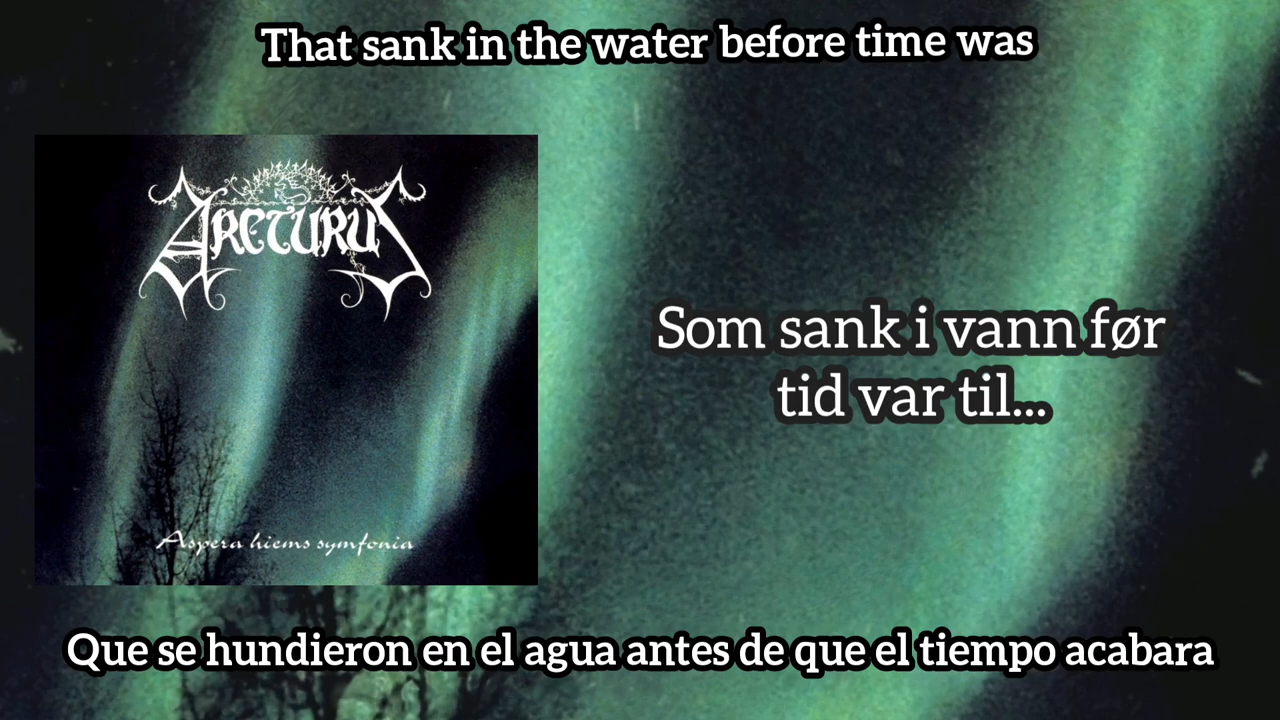 That sank in the water before time was
ARCTURUS
Som sank i vann før
tid var til...
Aspera hiems symfonia
Que se hundieron en el agua antes de que el tiempo acabara